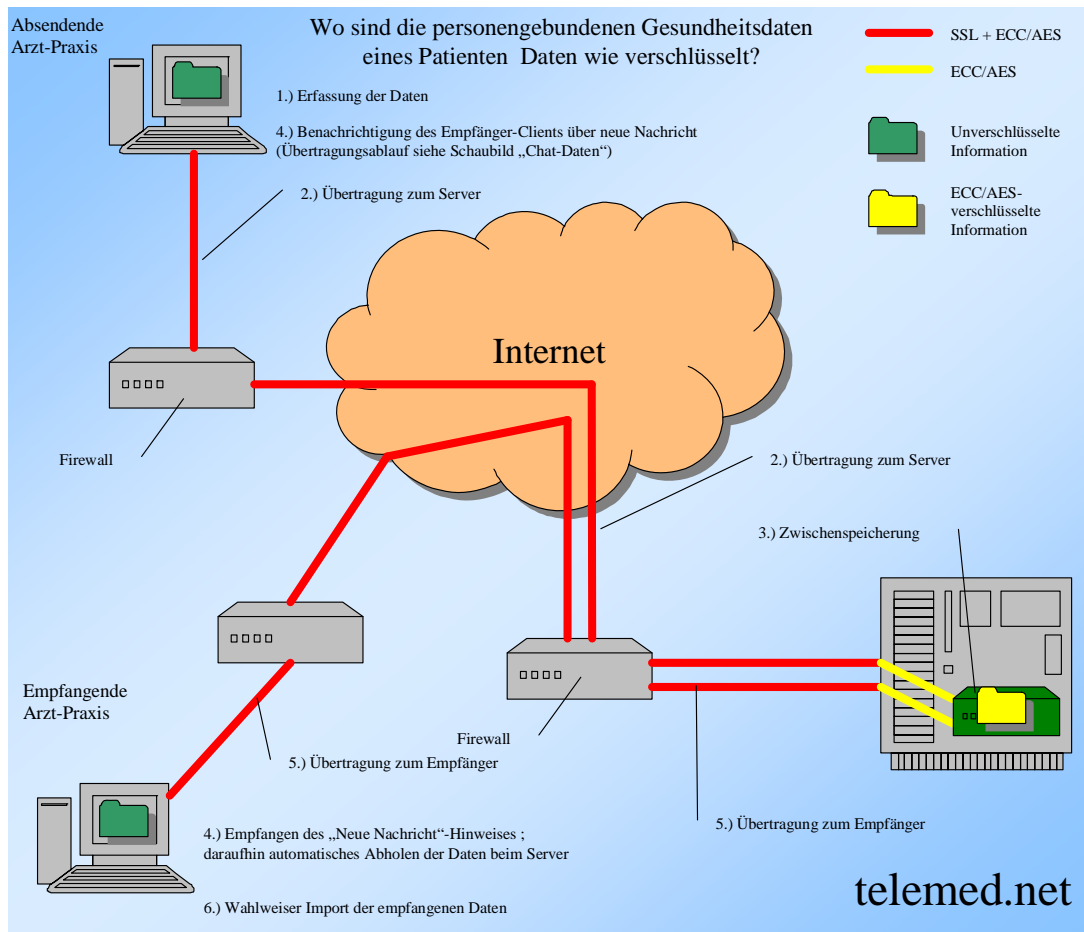 Absendende
Arzt-Praxis
Wo sind die personengebundenen Gesundheitsdaten
eines Patienten Daten wie verschlüsselt?
SSL + ECC/AES
ECC/AES
Unverschlüsselte
Information
ECC/AES-
verschlüsselte
Information
1.) Erfassung der Daten
4.) Benachrichtigung des Empfänger-Clients über neue Nachricht
(Übertragungsablauf siehe Schaubild „Chat-Daten“)
2.) Übertragung zum Server
Internet
Firewall
2.) Übertragung zum Server
3.) Zwischenspeicherung
Empfangende
Arzt-Praxis
Firewall
5.) Übertragung zum Empfänger
5.) Übertragung zum Empfänger
4.) Empfangen des „Neue Nachricht“-Hinweises ;
daraufhin automatisches Abholen der Daten beim Server
6.) Wahlweiser Import der empfangenen Daten
telemed.net